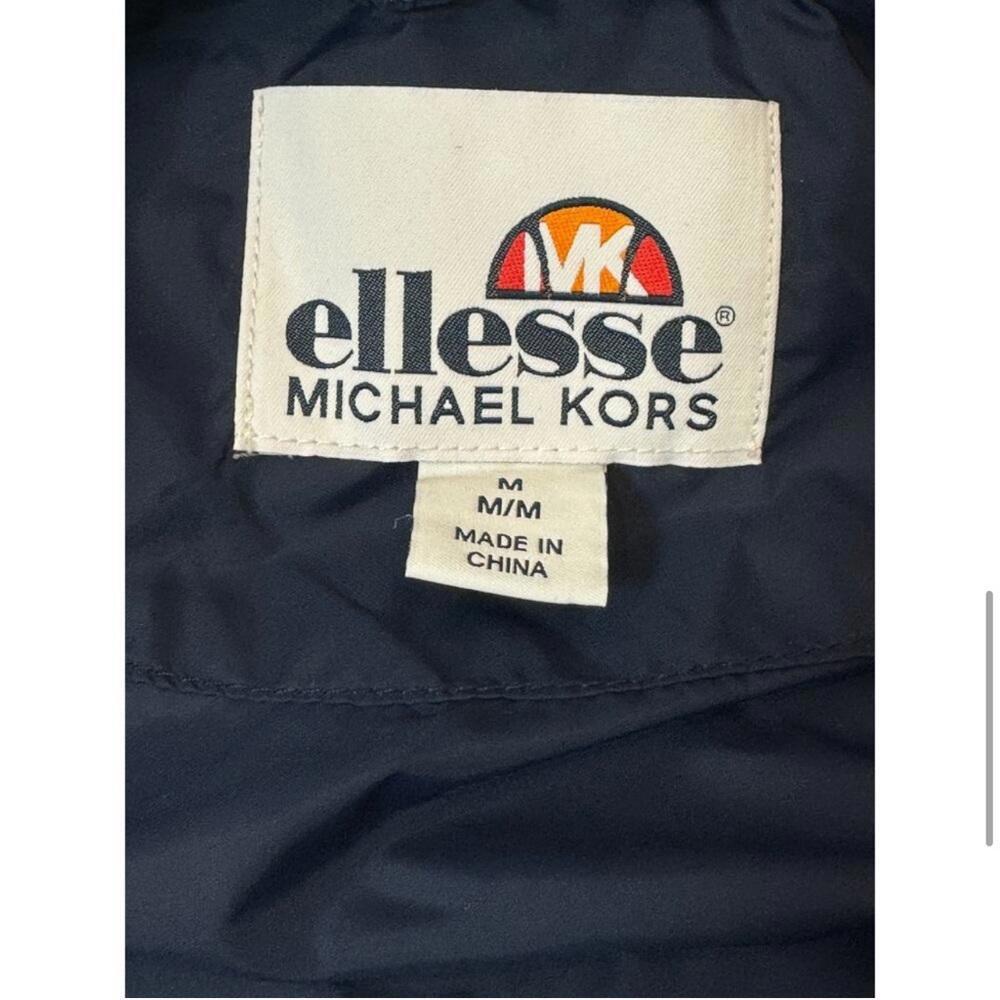 MK
ellesse®
MICHAEL KORS
M
M/M
MADE IN
CHINA